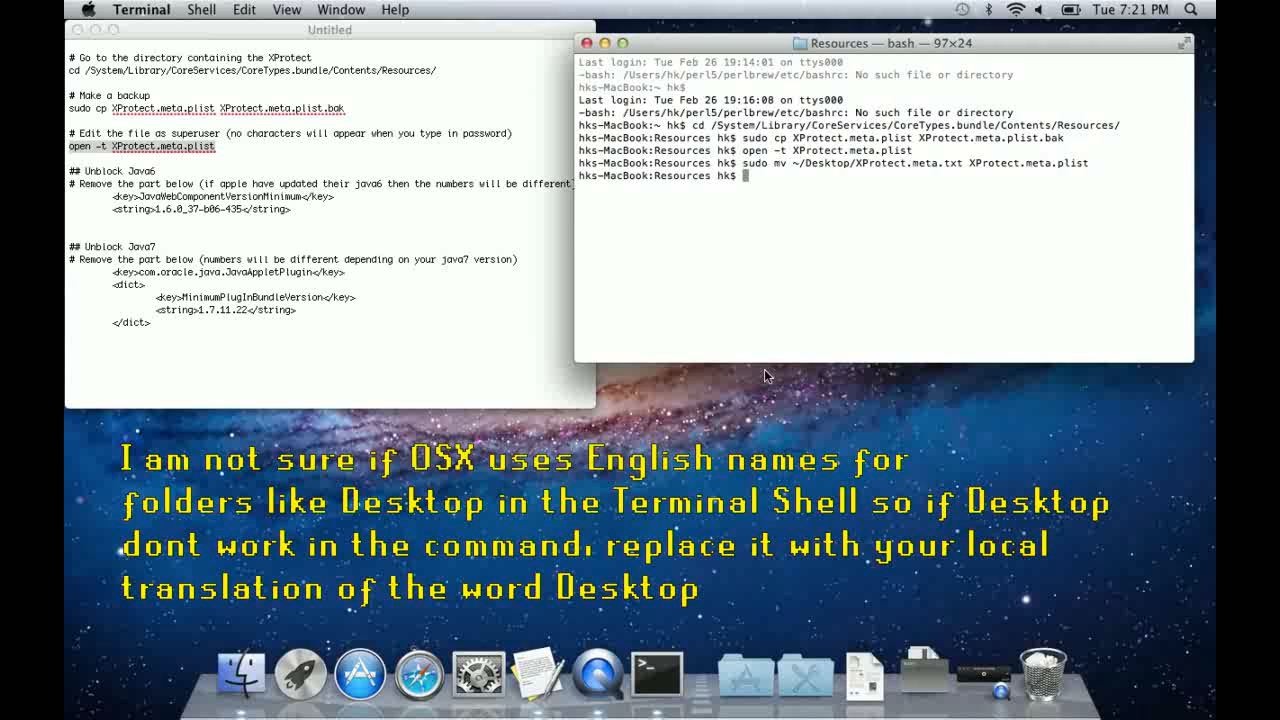 Terminal Shell Edit View Window Help Tue 7:21 PM
Untitled
# Go to the directory containing the XProtect
cd /System/Library/CoreServices/CoreTypes.bundle/Contents/Resources/
# Make a backup
sudo cp XProtect.meta.plist XProtect.meta.plist.bak
# Edit the file as superuser (no characters will appear when you type in password)
open -t XProtect.meta.plist
## Unblock Java6
# Remove the part below (if apple have updated their java6 then the numbers will be different
<key>JavaWebComponentVersionMinimum</key>
<string>1.6.0_37-b06-435</string>
## Unblock Java7
# Remove the part below (numbers will be different depending on your java7 version)
<key>com.oracle.java.JavaAppletPlugin</key>
<dict>
<key>MinimumPlugInBundleVersion</key>
<string>1.7.11.22</string>
</dict>
Resources — bash — 97×24
Last login: Tue Feb 26 19:14:01 on ttys000
-bash: /Users/hk/perl5/perlbrew/etc/bashrc: No such file or directory
hks-MacBook:~ hk$
Last login: Tue Feb 26 19:16:08 on ttys000
-bash: /Users/hk/perl5/perlbrew/etc/bashrc: No such file or directory
hks-MacBook:~ hk$ cd /System/Library/CoreServices/CoreTypes.bundle/Contents/Resources/
hks-MacBook:Resources hk$ sudo cp XProtect.meta.plist XProtect.meta.plist.bak
hks-MacBook:Resources hk$ open -t XProtect.meta.plist
hks-MacBook:Resources hk$ sudo mv ~/Desktop/XProtect.meta.txt XProtect.meta.plist
hks-MacBook:Resources hk$
I am not sure if OSX uses English names for
folders like Desktop in the Terminal Shell so if Desktop
dont work in the command, replace it with your local
translation of the word Desktop